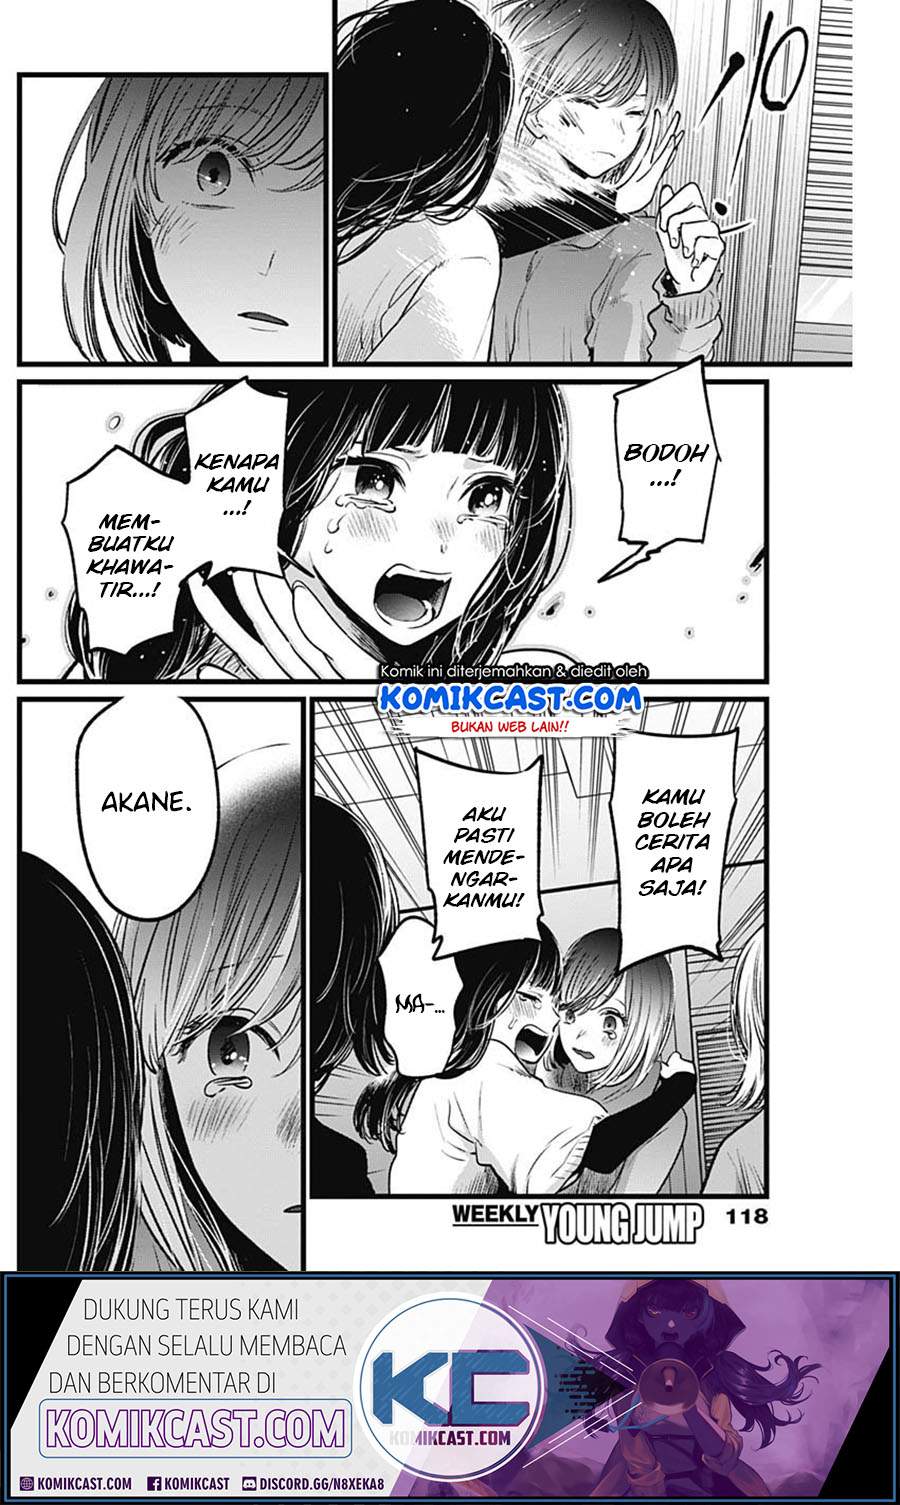 BODOH
...!
KENAPA
KAMU
...!
MEM-
BUATKU
KHAWA-
TIR...!
Komik ini diterjemahkan & diedit oleh
KOMIKCAST.COM
BUKAN WEB LAIN!!
KAMU
BOLEH
CERITA
APA
SAJA!
AKU
PASTI
MENDE-
NGAR-
KANMU!
MA-...
AKANE.
WEEKLY YOUNG JUMP 118
DUKUNG TERUS KAMI
DENGAN SELALU MEMBACA
DAN BERKOMENTAR DI
KOMIKCAST.COM
KOMIKCAST.COM KOMIKCAST DISCORD.GG/N8XEKA8
KC
KOMIKCAST.COM